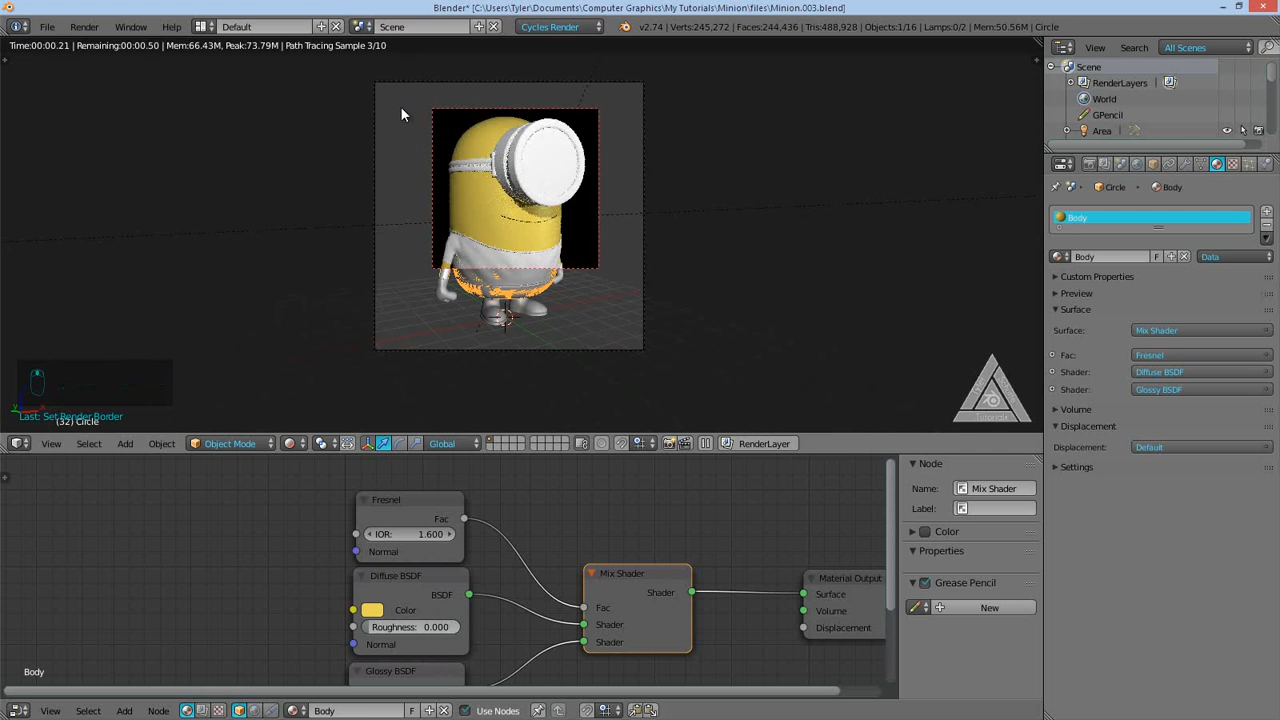 Blender* [C:\Users\Tyler\Documents\Computer Graphics\My Tutorials\Minion\files\Minion.003.blend]
File Render Window Help Default Scene Cycles Render v2.74 | Verts:245,272 | Faces:244,436 | Tris:488,928 | Objects:1/16 | Lamps:0/2 | Mem:50.56M | Circle
Time:00:00.21 | Remaining:00:00.50 | Mem:66.43M, Peak:73.79M | Path Tracing Sample 3/10
View Search All Scenes
Scene
RenderLayers |
World
GPencil
Area
Circle Body
Body
Body F Data
Custom Properties
Preview
Surface
Surface: Mix Shader
Fac: Fresnel
Shader: Diffuse BSDF
Shader: Glossy BSDF
Volume
Displacement
Displacement: Default
Settings
Last: Set Render Border
(32) Circle
View Select Add Object Object Mode Global RenderLayer
Fresnel
Fac
IOR: 1.600
Normal
Diffuse BSDF
BSDF
Color
Roughness: 0.000
Normal
Glossy BSDF
Mix Shader
Shader
Fac
Shader
Shader
Material Output
Surface
Volume
Displacement
Node
Name: Mix Shader
Label:
Color
Properties
Grease Pencil
New
Body
View Select Add Node Body F Use Nodes